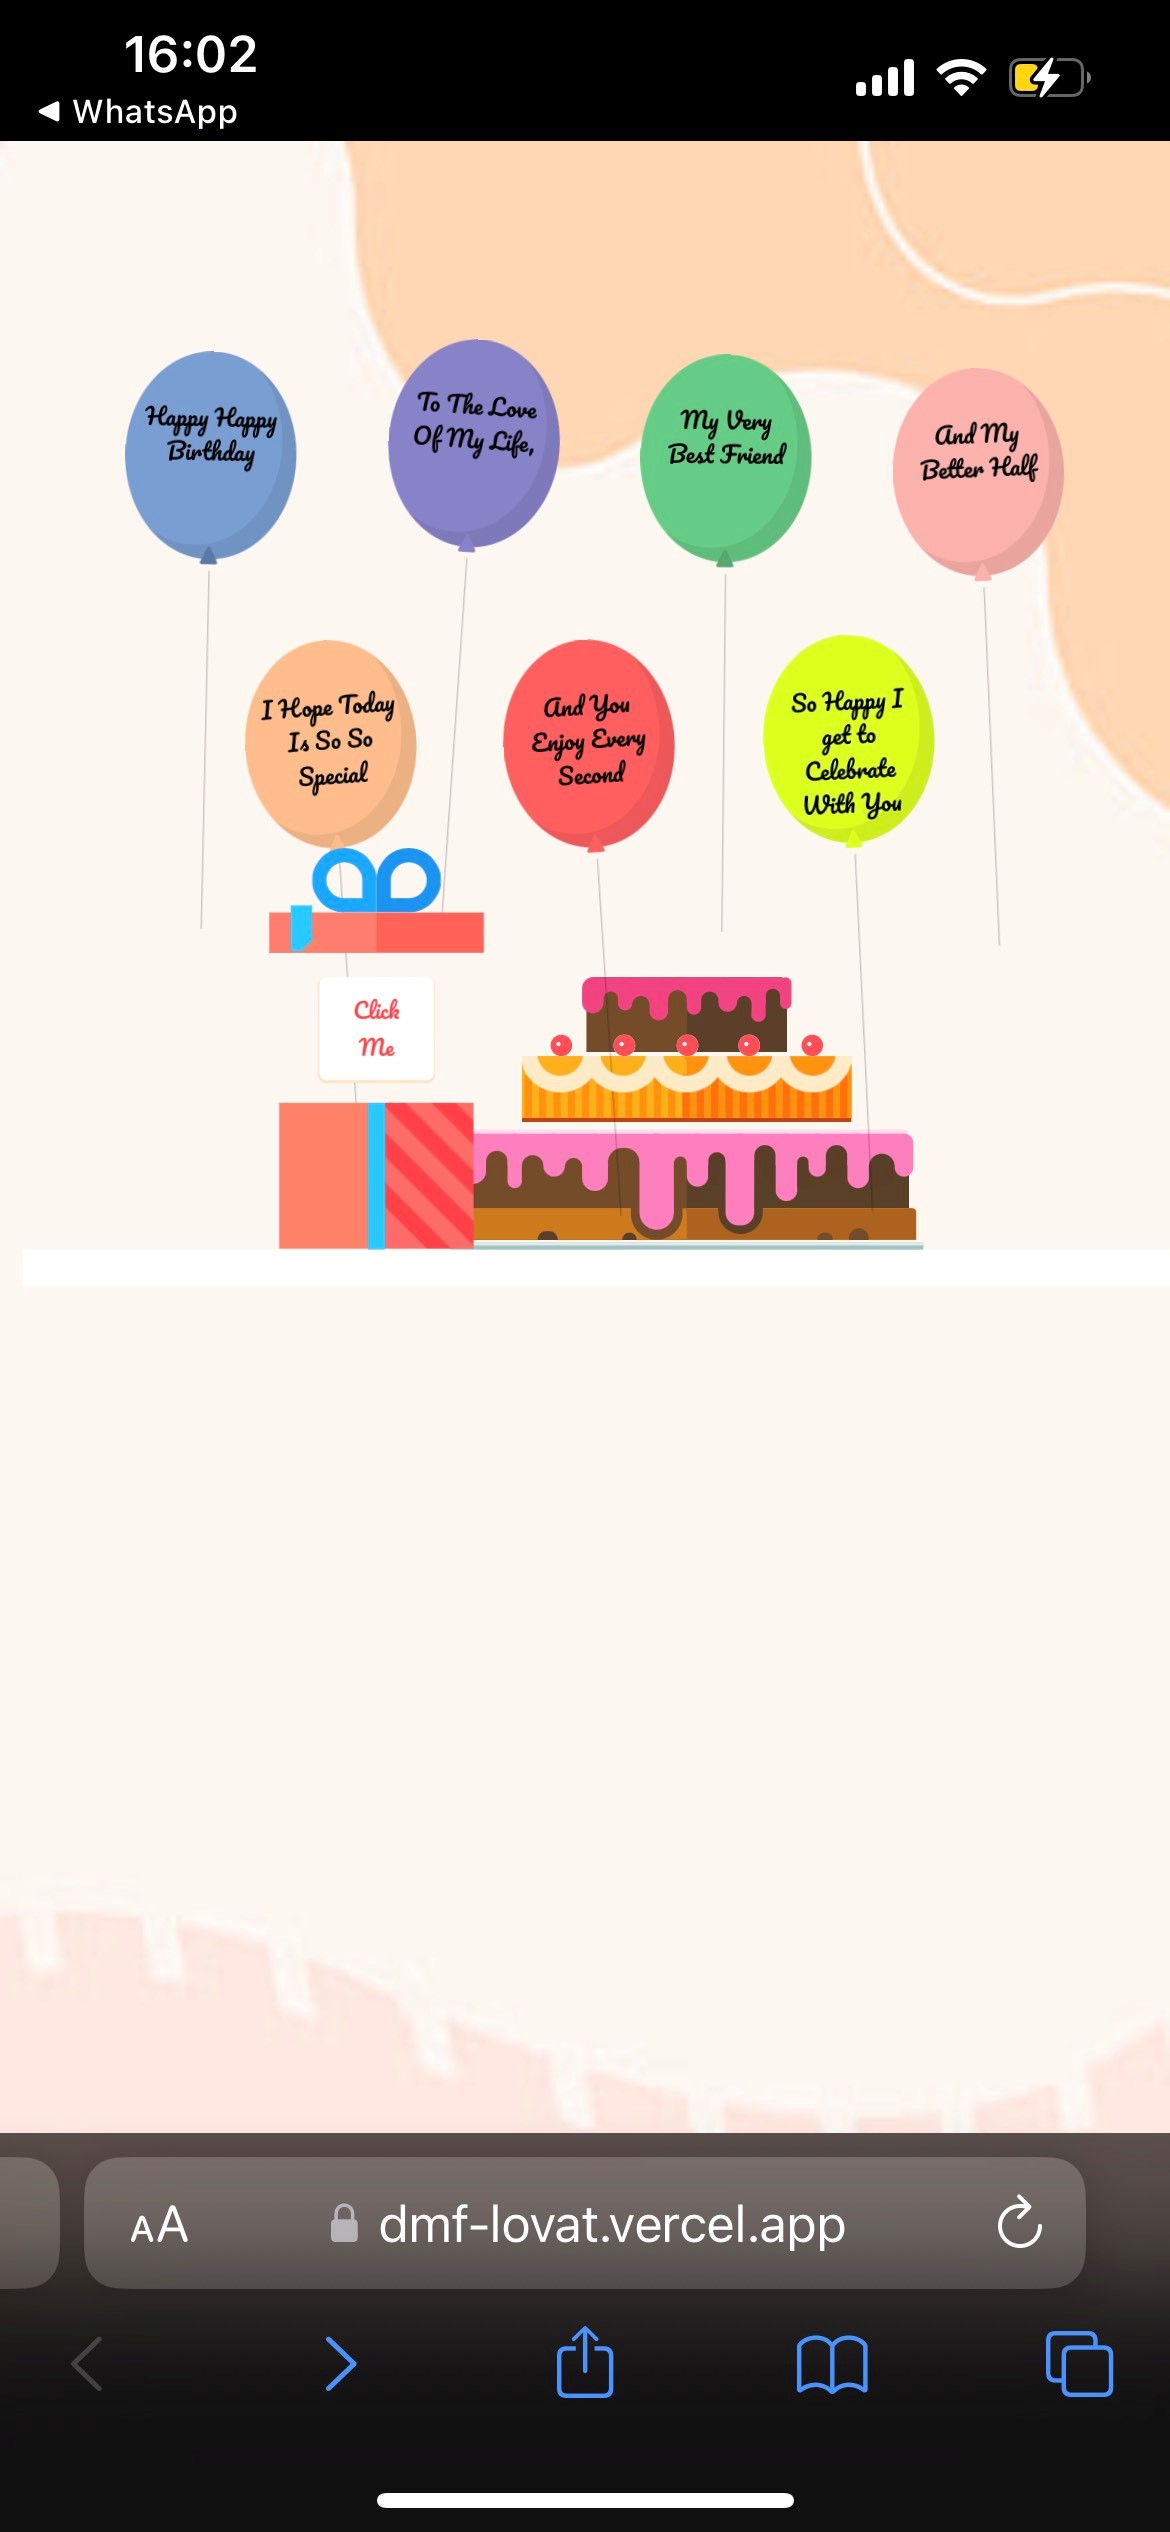 16:02
WhatsApp
Happy Happy
Birthday
To The Love
Of My Life,
My Very
Best Friend
And My
Better Half
I Hope Today
Is So So
Special
And You
Enjoy Every
Second
So Happy I
get to
Celebrate
With You
Click
Me
AA
dmf-lovat.vercel.app